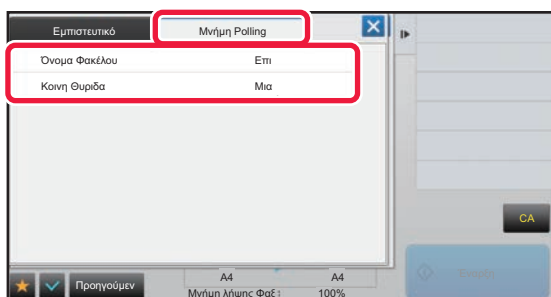 Εμπιστευτικό Μνήμη Polling
Όνομα Φακέλου Επι
Κοινη Θυριδα Μια
CA
A4 A4
Προηγούμεν Μνήμη λήψης Φαξ: 100%